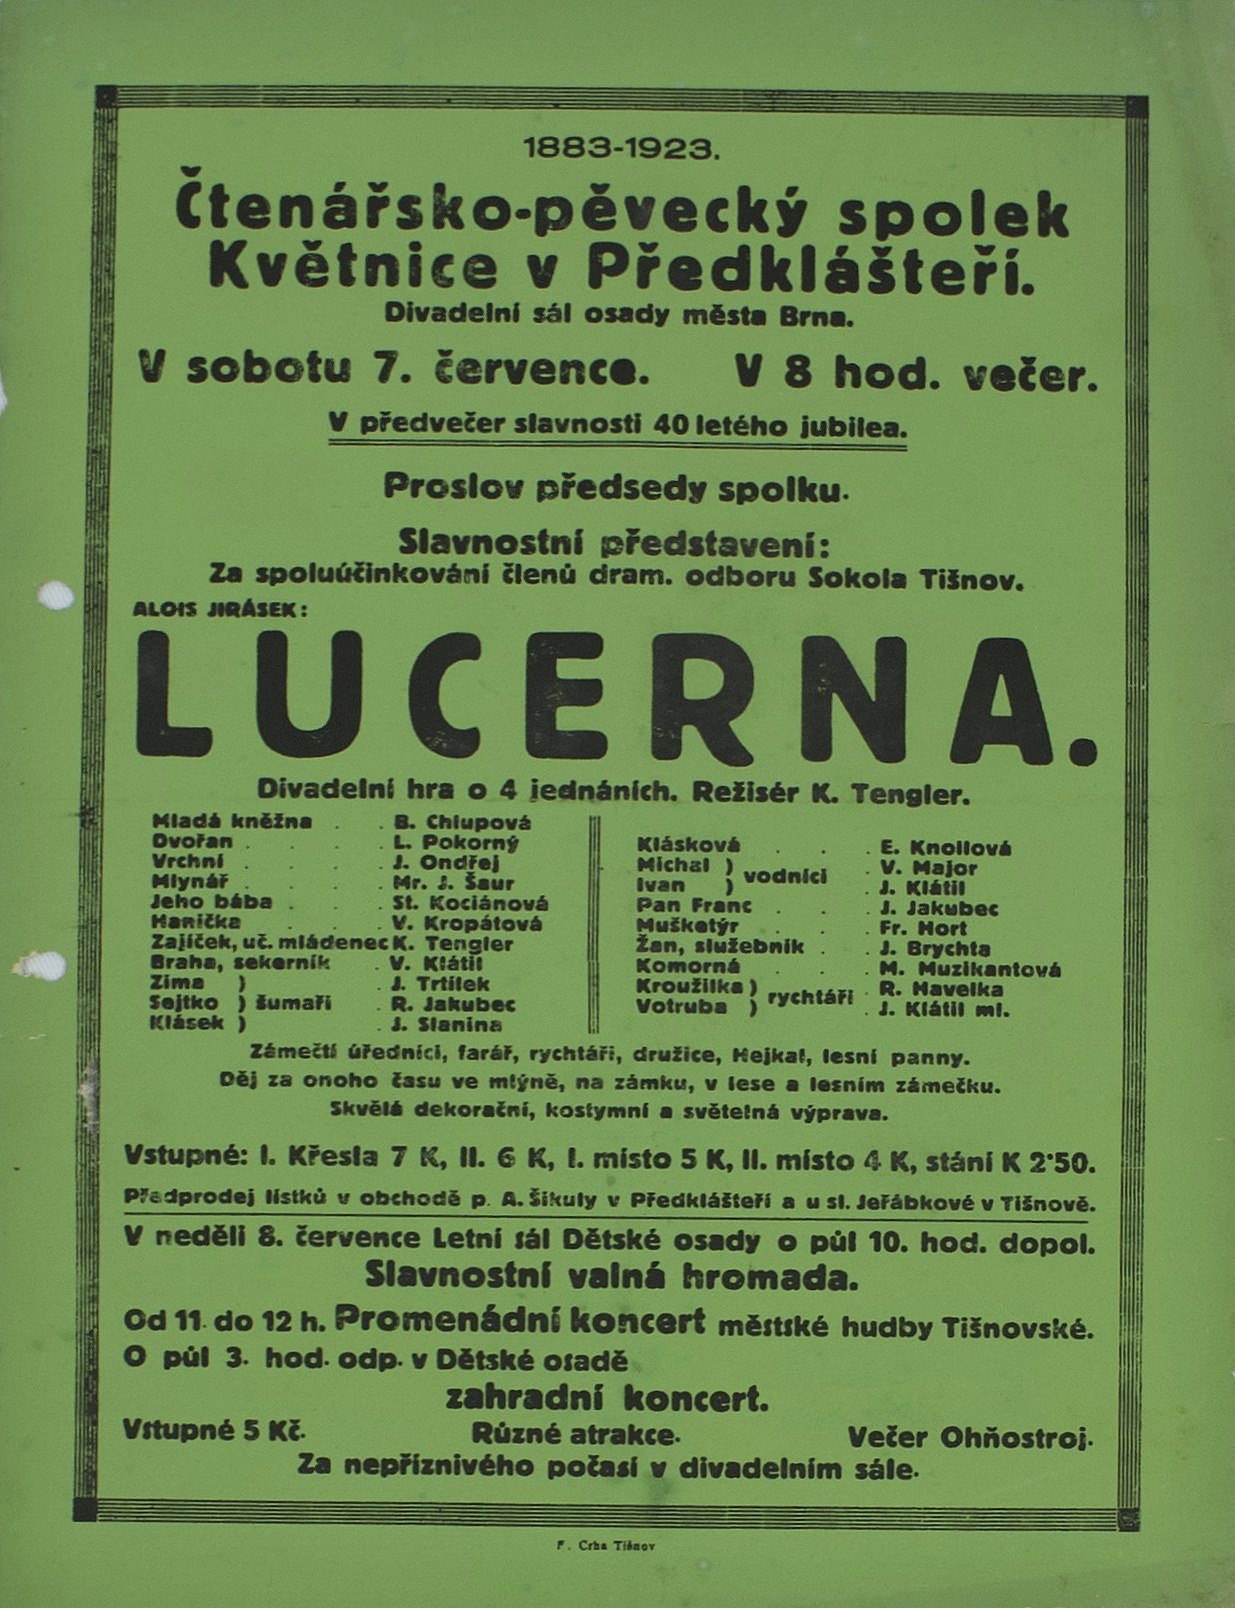 1883-1923.
Čtenářsko-pěvecký spolek
Květnice v Předklášteří.
Divadelní sál osady města Brna.
V sobotu 7. července. V 8 hod. večer.
V předvečer slavnosti 40 letého jubilea.
Proslov předsedy spolku.
Slavnostní představení:
Za spoluúčinkování členů dram. odboru Sokola Tišnov.
ALOIS JIRÁSEK:
LUCERNA.
Divadelní hra o 4 jednáních. Režisér K. Tengler.
Mladá kněžna . . B. Chlupová
Dvořan . . . . L. Pokorný
Vrchní . . . . J. Ondřej
Mlynář . . . . Mr. J. Šaur
Jeho bába . . . St. Kociánová
Hanička . . . V. Kropátová
Zajíček, uč. mládenec K. Tengler
Braha, sekerník . V. Klátil
Zima ) . J. Trtílek
Sejtko ) šumaři . R. Jakubec
Klásek ) . J. Slanina
Klásková . . . E. Knollová
Michal ) vodníci . V. Major
Ivan ) . J. Klátil
Pan Franc . . . J. Jakubec
Mušketýr . . . Fr. Hort
Žan, služebník . . J. Brychta
Komorná . . . M. Muzikantová
Kroužilka ) rychtáři . R. Havelka
Votruba ) . J. Klátil ml.
Zámečtí úředníci, farář, rychtáři, družice, Hejkal, lesní panny.
Děj za onoho času ve mlýně, na zámku, v lese a lesním zámečku.
Skvělá dekorační, kostymní a světelná výprava.
Vstupné: I. Křesla 7 K, II. 6 K, I. místo 5 K, II. místo 4 K, stání K 2·50.
Předprodej lístků v obchodě p. A. Šikuly v Předklášteří a u sl. Jeřábkové v Tišnově.
V neděli 8. července Letní sál Dětské osady o půl 10. hod. dopol.
Slavnostní valná hromada.
Od 11. do 12 h. Promenádní koncert městské hudby Tišnovské.
O půl 3. hod. odp. v Dětské osadě
zahradní koncert.
Vstupné 5 Kč. Různé atrakce. Večer Ohňostroj.
Za nepříznivého počasí v divadelním sále.
F. Crha Tišnov